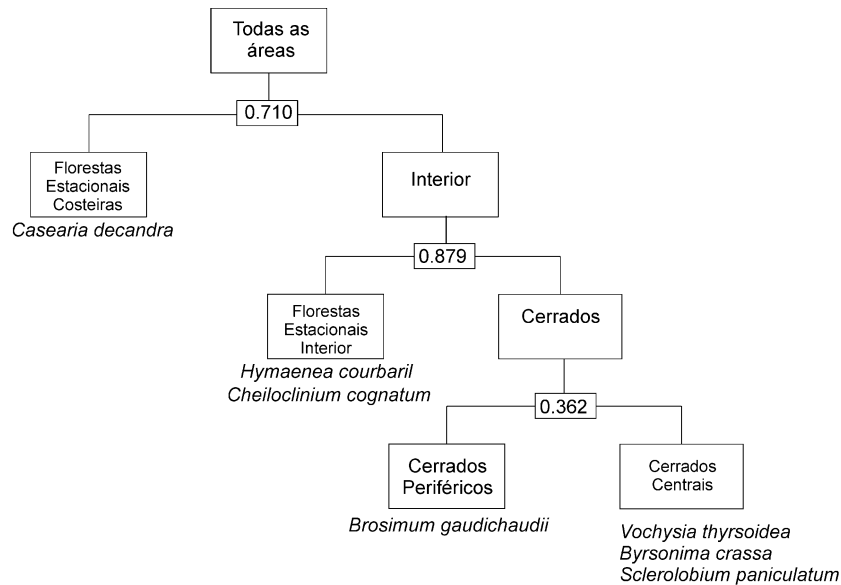 Todas as
áreas
0.710
Florestas
Estacionais
Costeiras
Casearia decandra
Interior
0.879
Florestas
Estacionais
Interior
Hymaenea courbaril
Cheiloclinium cognatum
Cerrados
0.362
Cerrados
Periféricos
Brosimum gaudichaudii
Cerrados
Centrais
Vochysia thyrsoidea
Byrsonima crassa
Sclerolobium paniculatum